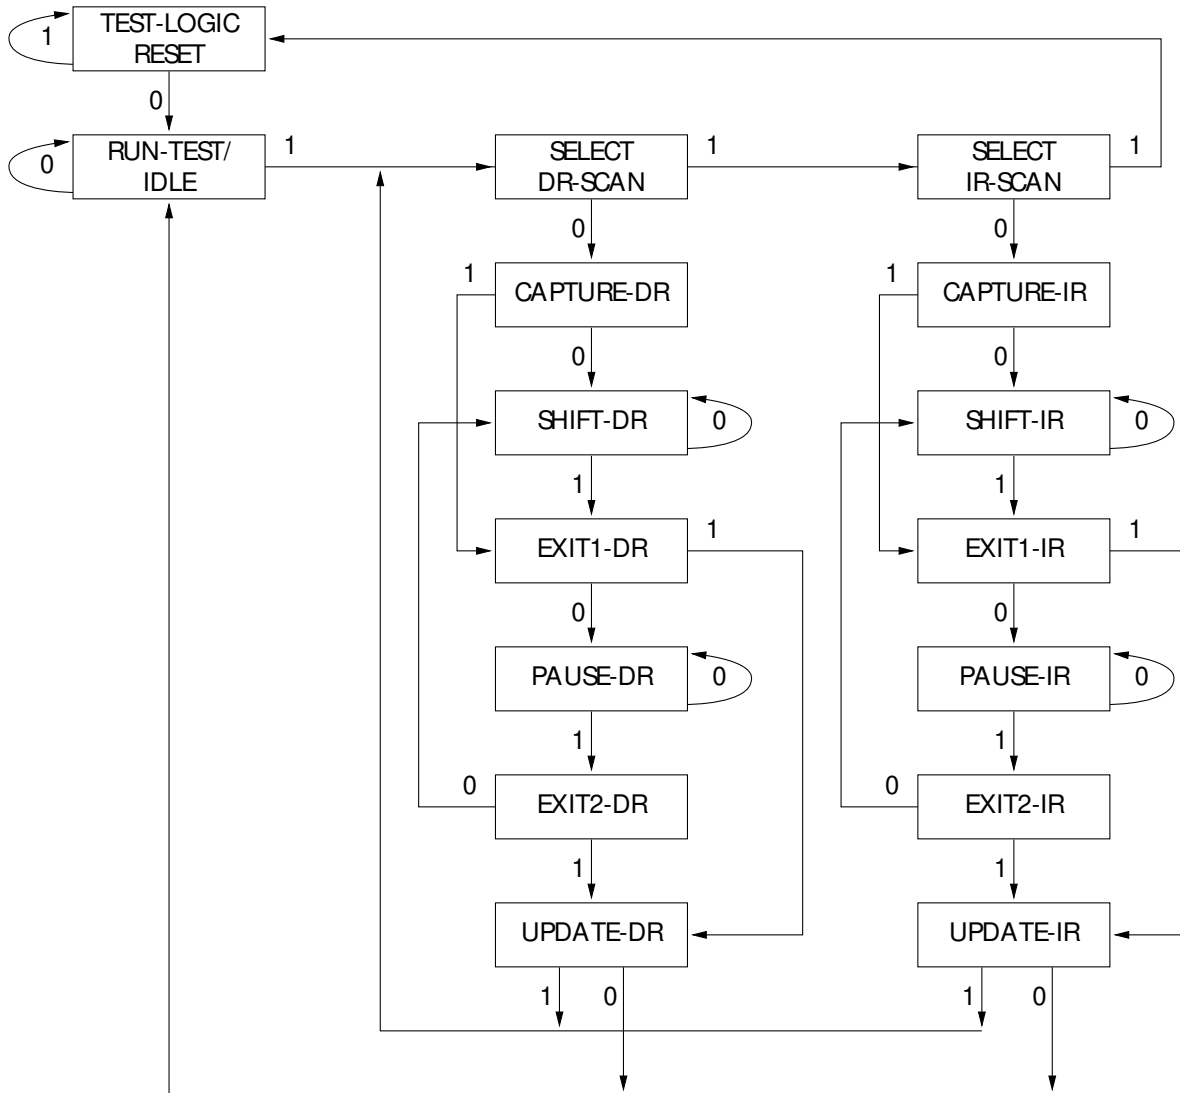 TEST-LOGIC
RESET
1
0
RUN-TEST/
IDLE
0
1
SELECT
DR-SCAN
1
SELECT
IR-SCAN
1
0
0
1
CAPTURE-DR
1
CAPTURE-IR
0
0
SHIFT-DR
0
SHIFT-IR
0
1
1
EXIT1-DR
1
EXIT1-IR
1
0
0
PAUSE-DR
0
PAUSE-IR
0
1
1
0
EXIT2-DR
0
EXIT2-IR
1
1
UPDATE-DR
UPDATE-IR
1
0
1
0